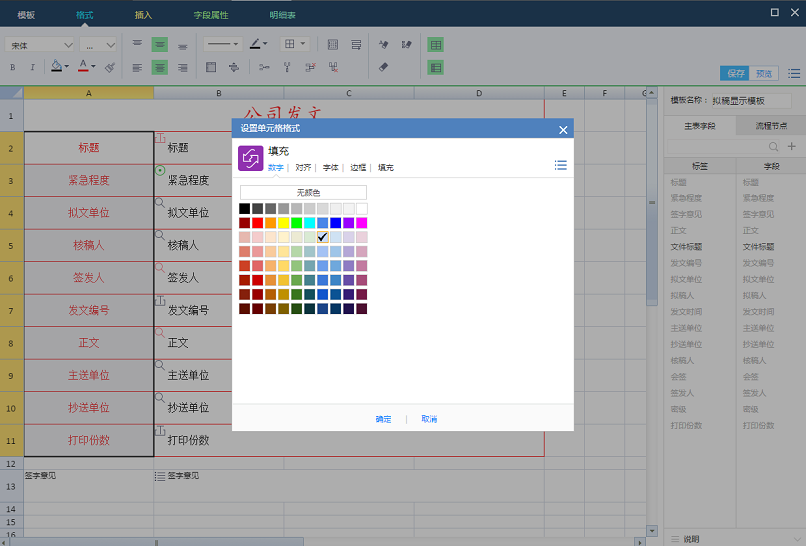 模板 格式 插入 字段属性 明细表
宋体 ...
B I A
保存 预览
A B C D E F G
模板名称： 拟稿显示模板
1 公司发文
主表字段 流程节点
设置单元格格式
2 标题 标题
填充
数字 | 对齐 | 字体 | 边框 | 填充
标签 字段
3 紧急程度 紧急程度
无颜色
标题 标题
紧急程度 紧急程度
4 拟文单位 拟文单位
签字意见 签字意见
正文 正文
5 核稿人 核稿人
文件标题 文件标题
发文编号 发文编号
6 签发人 签发人
拟文单位 拟文单位
拟稿人 拟稿人
7 发文编号 发文编号
发文时间 发文时间
主送单位 主送单位
8 正文 正文
抄送单位 抄送单位
核稿人 核稿人
9 主送单位 主送单位
会签 会签
签发人 签发人
10 抄送单位 抄送单位
密级 密级
确定 | 取消
打印份数 打印份数
11 打印份数 打印份数
12
13 签字意见 签字意见
14
15
16
说明